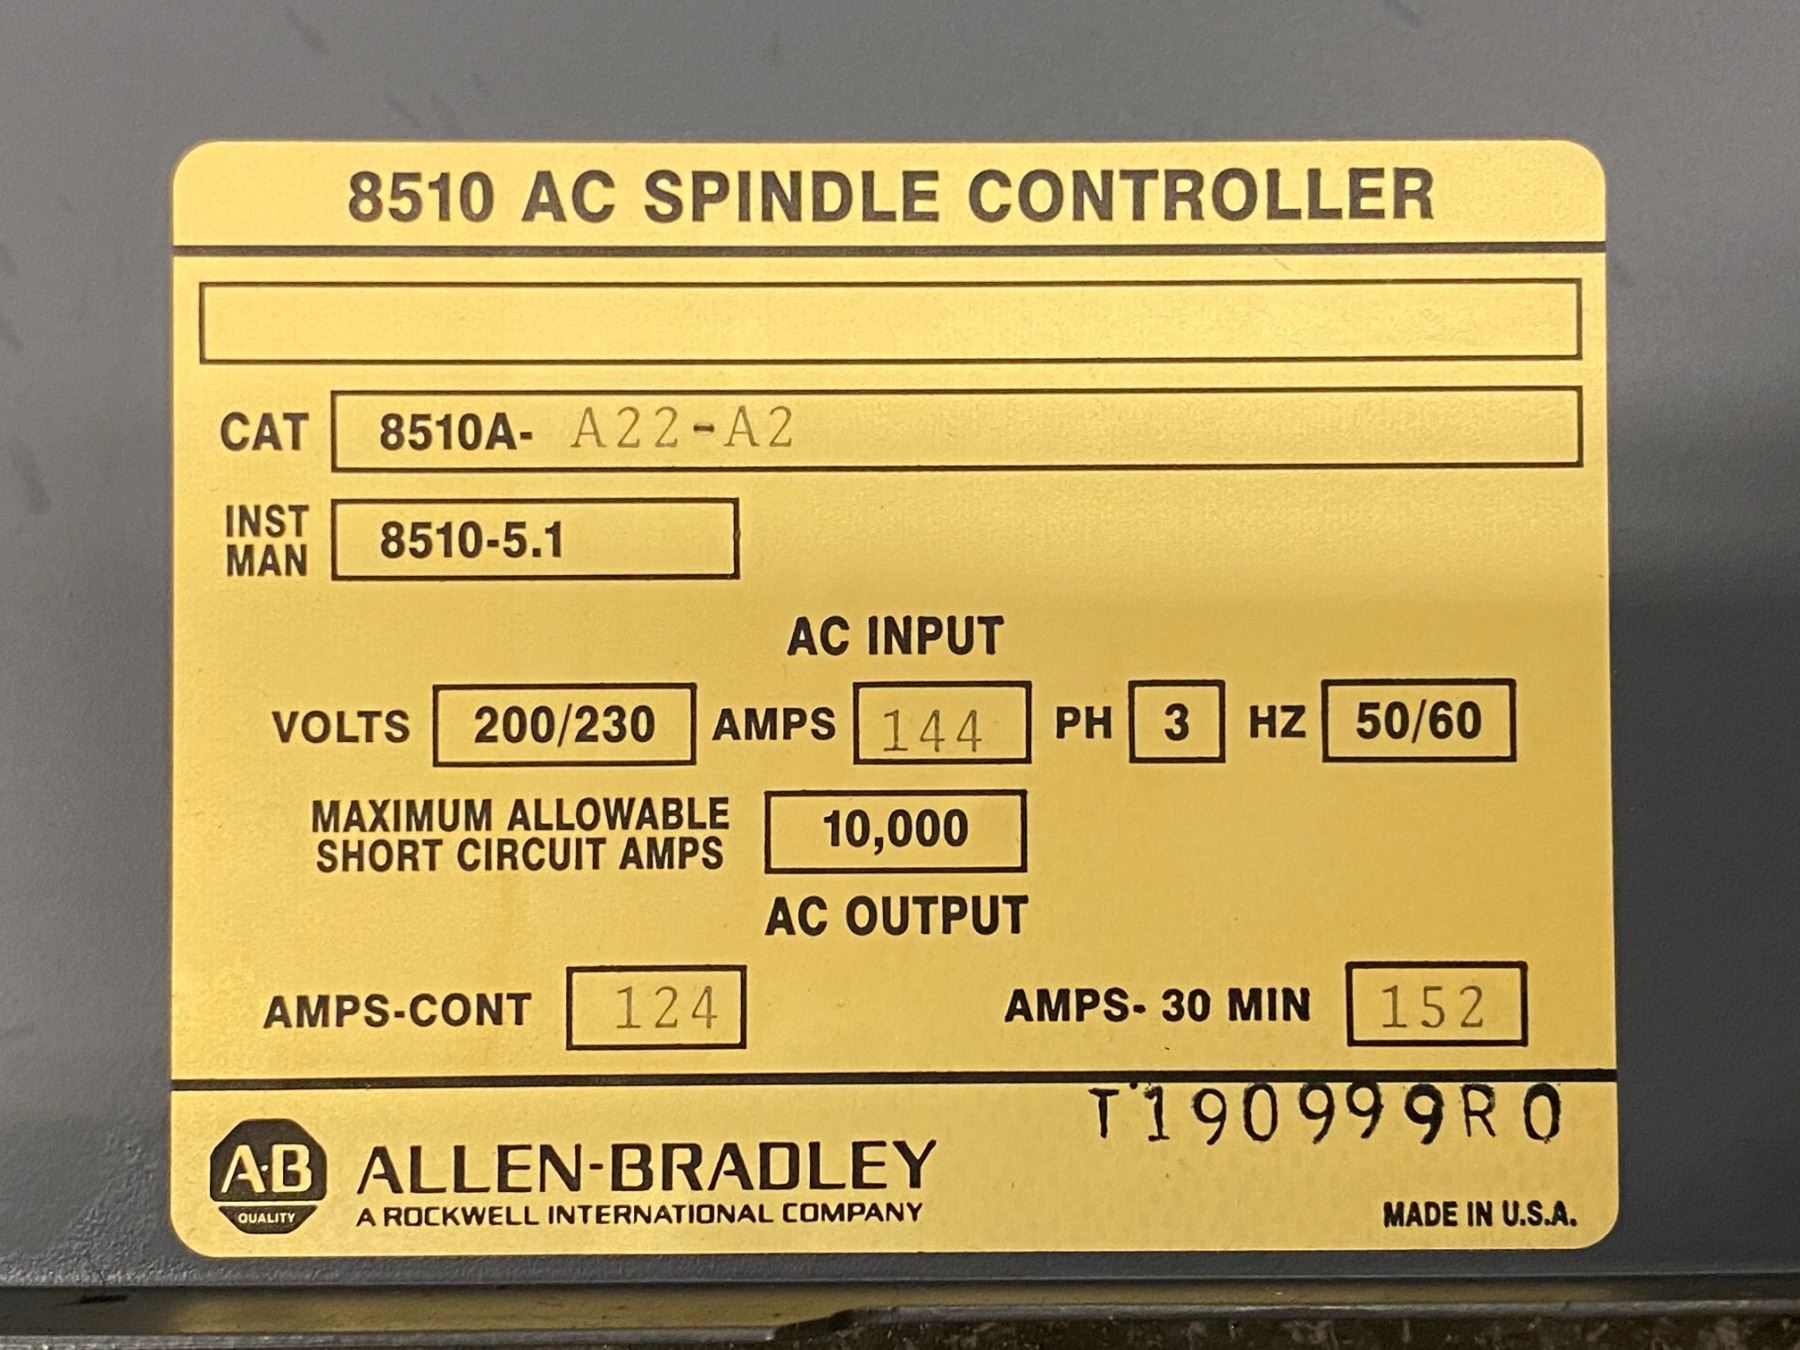 8510 AC SPINDLE CONTROLLER
CAT 8510A- A22-A2
INST MAN 8510-5.1
AC INPUT
VOLTS 200/230 AMPS 144 PH 3 HZ 50/60
MAXIMUM ALLOWABLE
SHORT CIRCUIT AMPS 10,000
AC OUTPUT
AMPS-CONT 124 AMPS- 30 MIN 152
T190999R0
A-B
QUALITY
ALLEN-BRADLEY
A ROCKWELL INTERNATIONAL COMPANY
MADE IN U.S.A.